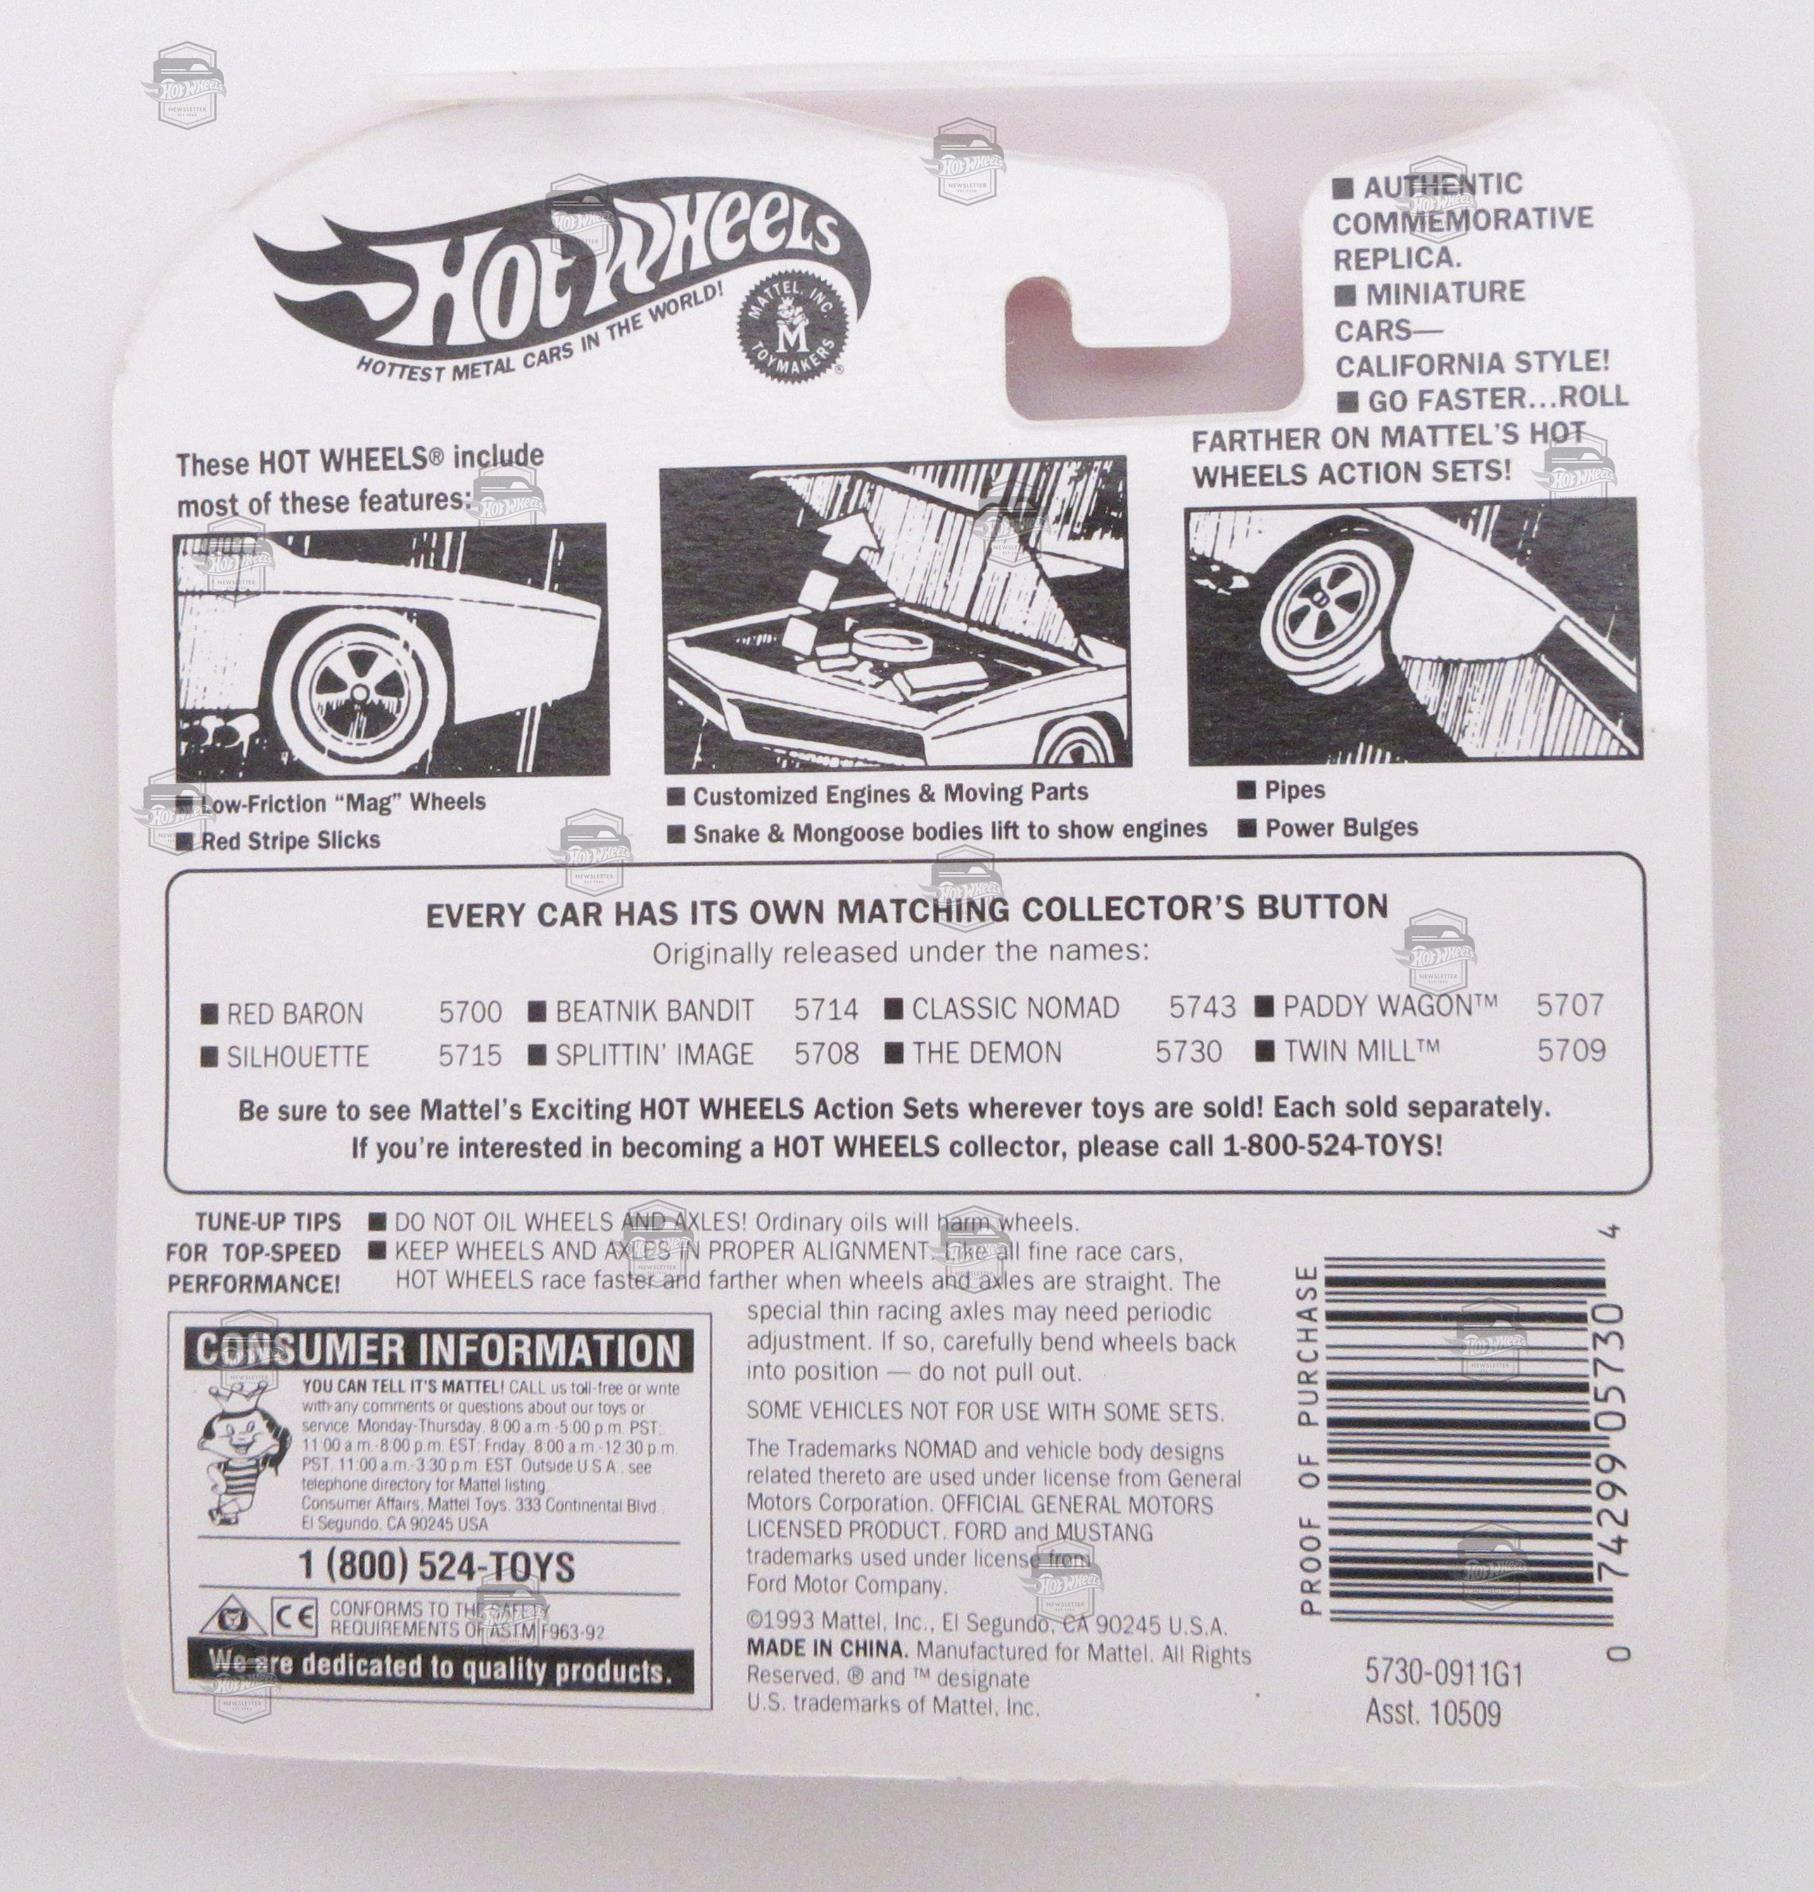 HOT WHEELS
HOTTEST METAL CARS IN THE WORLD!
MATTEL, INC.
M
TOYMAKERS
®
■ AUTHENTIC
COMMEMORATIVE
REPLICA.
■ MINIATURE
CARS—
CALIFORNIA STYLE!
■ GO FASTER...ROLL
FARTHER ON MATTEL'S HOT
WHEELS ACTION SETS!
These HOT WHEELS® include
most of these features:
■ Low-Friction "Mag" Wheels
■ Red Stripe Slicks
■ Customized Engines & Moving Parts
■ Snake & Mongoose bodies lift to show engines
■ Pipes
■ Power Bulges
EVERY CAR HAS ITS OWN MATCHING COLLECTOR'S BUTTON
Originally released under the names:
■ RED BARON 5700 ■ BEATNIK BANDIT 5714 ■ CLASSIC NOMAD 5743 ■ PADDY WAGON™ 5707
■ SILHOUETTE 5715 ■ SPLITTIN' IMAGE 5708 ■ THE DEMON 5730 ■ TWIN MILL™ 5709
Be sure to see Mattel's Exciting HOT WHEELS Action Sets wherever toys are sold! Each sold separately.
If you're interested in becoming a HOT WHEELS collector, please call 1-800-524-TOYS!
TUNE-UP TIPS
FOR TOP-SPEED
PERFORMANCE!
■ DO NOT OIL WHEELS AND AXLES! Ordinary oils will harm wheels.
■ KEEP WHEELS AND AXLES IN PROPER ALIGNMENT. Like all fine race cars,
HOT WHEELS race faster and farther when wheels and axles are straight. The
special thin racing axles may need periodic
adjustment. If so, carefully bend wheels back
into position — do not pull out.
SOME VEHICLES NOT FOR USE WITH SOME SETS.
The Trademarks NOMAD and vehicle body designs
related thereto are used under license from General
Motors Corporation. OFFICIAL GENERAL MOTORS
LICENSED PRODUCT. FORD and MUSTANG
trademarks used under license from
Ford Motor Company.
©1993 Mattel, Inc., El Segundo, CA 90245 U.S.A.
MADE IN CHINA. Manufactured for Mattel. All Rights
Reserved. ® and ™ designate
U.S. trademarks of Mattel, Inc.
CONSUMER INFORMATION
YOU CAN TELL IT'S MATTEL! CALL us toll-free or write
with any comments or questions about our toys or
service. Monday-Thursday, 8:00 a.m.-5:00 p.m. PST:
11:00 a.m.-8:00 p.m. EST; Friday, 8:00 a.m.-12:30 p.m.
PST, 11:00 a.m.-3:30 p.m. EST. Outside U.S.A., see
telephone directory for Mattel listing.
Consumer Affairs, Mattel Toys, 333 Continental Blvd.,
El Segundo, CA 90245 USA
1 (800) 524-TOYS
CE
CONFORMS TO THE SAFETY
REQUIREMENTS OF ASTM F963-92
We are dedicated to quality products.
PROOF OF PURCHASE
0 74299 05730 4
5730-0911G1
Asst. 10509
HOT WHEELS
NEWSLETTER